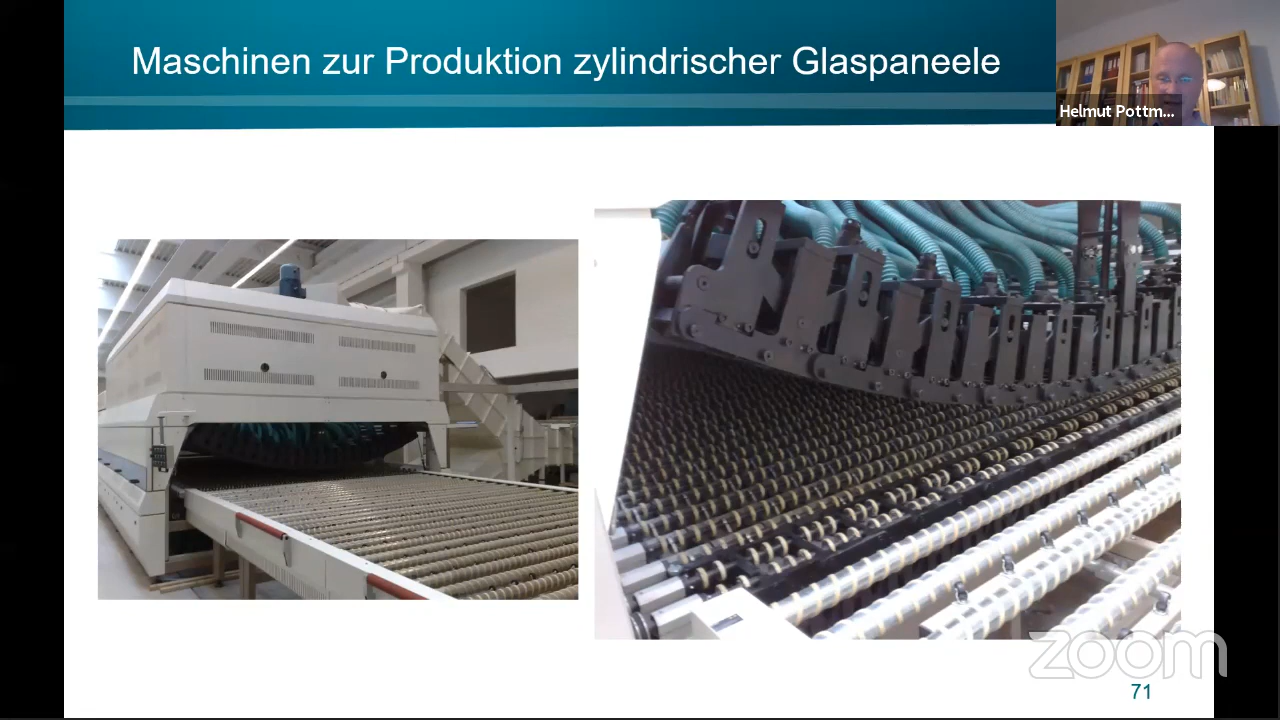 Maschinen zur Produktion zylindrischer Glaspaneele
Helmut Pottm...
zoom
71